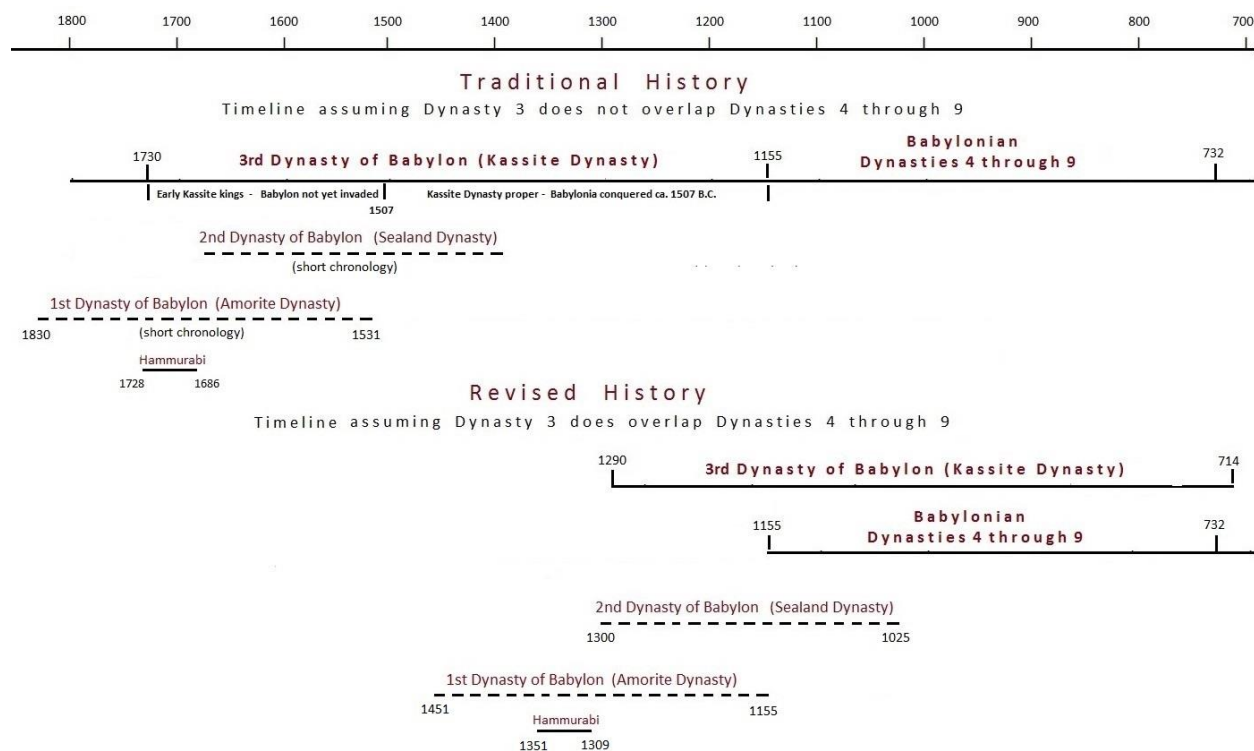 1800 1700 1600 1500 1400 1300 1200 1100 1000 900 800 700
Traditional History
Timeline assuming Dynasty 3 does not overlap Dynasties 4 through 9
1730 3rd Dynasty of Babylon (Kassite Dynasty) 1155 Babylonian
Dynasties 4 through 9 732
Early Kassite kings - Babylon not yet invaded Kassite Dynasty proper - Babylonia conquered ca. 1507 B.C.
1507
2nd Dynasty of Babylon (Sealand Dynasty)
(short chronology)
1st Dynasty of Babylon (Amorite Dynasty)
1830 (short chronology) 1531
Hammurabi
1728 1686
Revised History
Timeline assuming Dynasty 3 does overlap Dynasties 4 through 9
1290 3rd Dynasty of Babylon (Kassite Dynasty) 714
Babylonian
1155 Dynasties 4 through 9 732
2nd Dynasty of Babylon (Sealand Dynasty)
1300 1025
1st Dynasty of Babylon (Amorite Dynasty)
1451 1155
Hammurabi
1351 1309